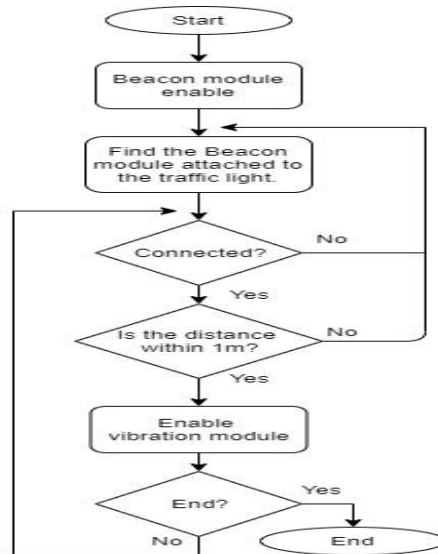 Start
Beacon module
enable
Find the Beacon
module attached to
the traffic light.
Connected?
No
Yes
Is the distance
within 1m?
No
Yes
Enable
vibration module
End?
Yes
No
End